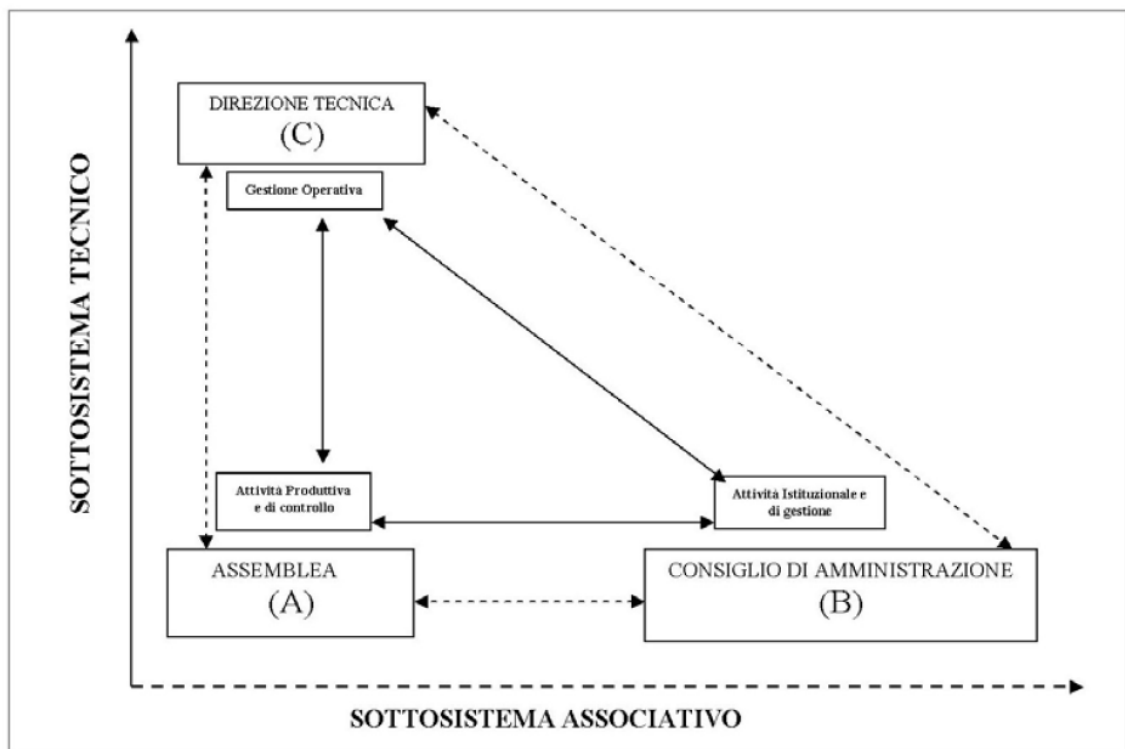 DIREZIONE TECNICA
(C)
Gestione Operativa
SOTTOSISTEMA TECNICO
Attività Produttiva
e di controllo
Attività Istituzionale e
di gestione
ASSEMBLEA
(A)
CONSIGLIO DI AMMINISTRAZIONE
(B)
SOTTOSISTEMA ASSOCIATIVO